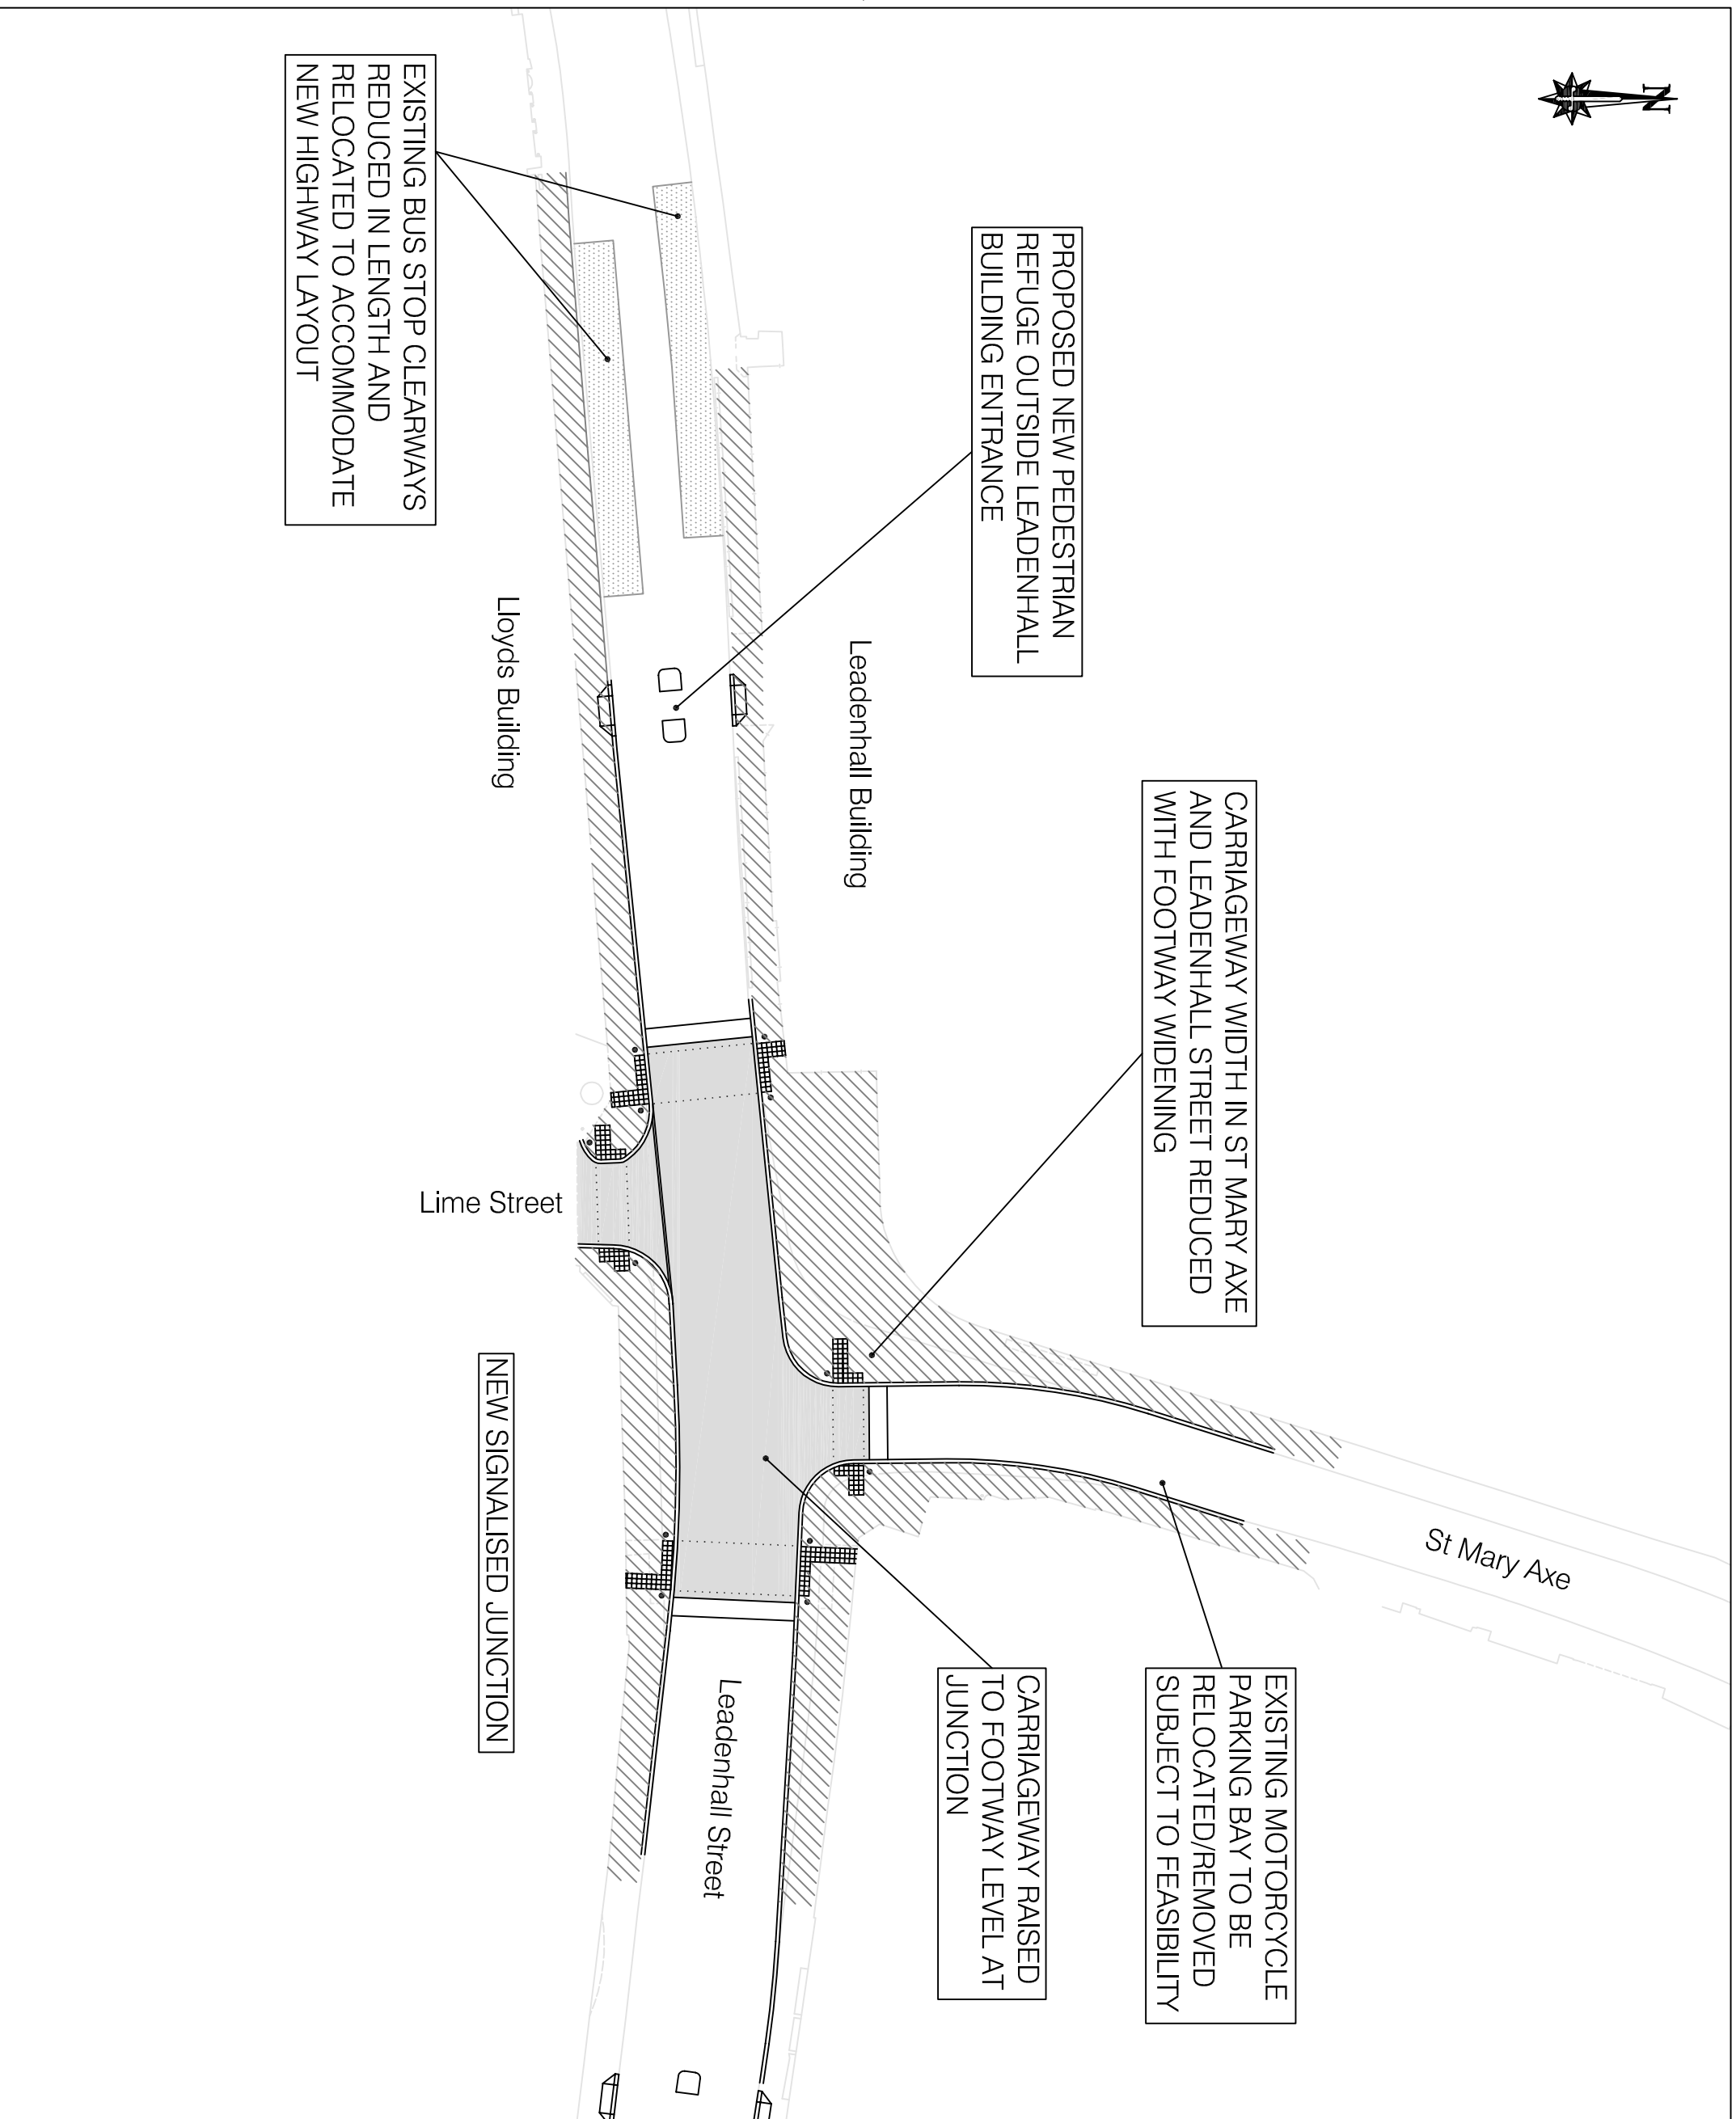 N
EXISTING BUS STOP CLEARWAYS
REDUCED IN LENGTH AND
RELOCATED TO ACCOMMODATE
NEW HIGHWAY LAYOUT
PROPOSED NEW PEDESTRIAN
REFUGE OUTSIDE LEADENHALL
BUILDING ENTRANCE
Lloyds Building
Leadenhall Building
CARRIAGEWAY WIDTH IN ST MARY AXE
AND LEADENHALL STREET REDUCED
WITH FOOTWAY WIDENING
Lime Street
NEW SIGNALISED JUNCTION
St Mary Axe
Leadenhall Street
CARRIAGEWAY RAISED
TO FOOTWAY LEVEL AT
JUNCTION
EXISTING MOTORCYCLE
PARKING BAY TO BE
RELOCATED/REMOVED
SUBJECT TO FEASIBILITY